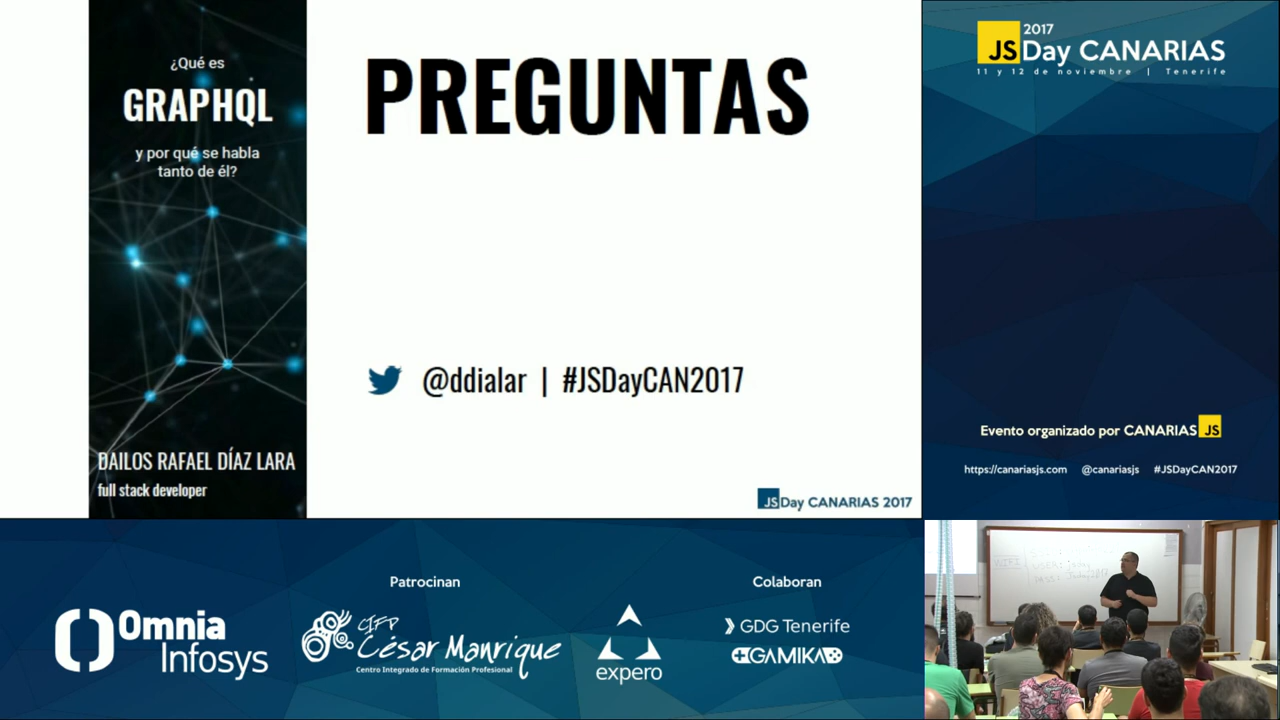 ¿Qué es
GRAPHQL
y por qué se habla
tanto de él?
DAILOS RAFAEL DÍAZ LARA
full stack developer
PREGUNTAS
@ddialar | #JSDayCAN2017
JSDay CANARIAS 2017
2017
JSDay CANARIAS
11 y 12 de noviembre | Tenerife
Evento organizado por CANARIAS JS
https://canariasjs.com @canariasjs #JSDayCAN2017
Omnia
Infosys
Patrocinan
CIFP
César Manrique
Centro Integrado de Formación Profesional
expero
Colaboran
GDG Tenerife
GAMIKA
WIFI